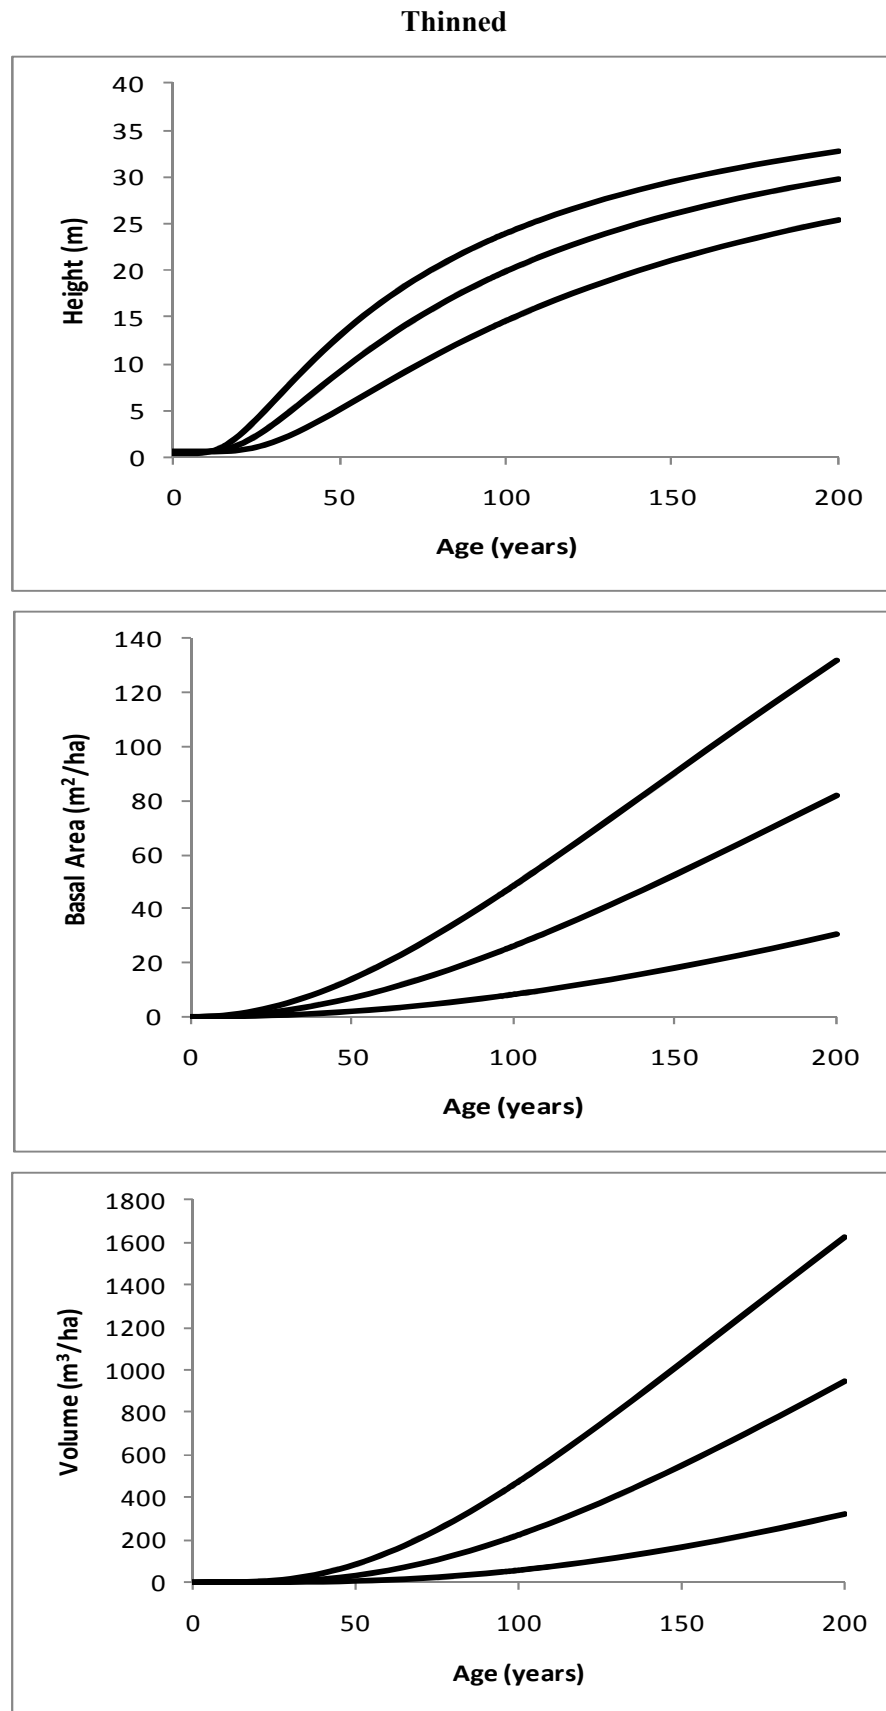 Thinned
40
35
30
25
20
15
10
5
0
Height (m)
0 50 100 150 200
Age (years)
140
120
100
80
60
40
20
0
Basal Area (m²/ha)
0 50 100 150 200
Age (years)
1800
1600
1400
1200
1000
800
600
400
200
0
Volume (m³/ha)
0 50 100 150 200
Age (years)